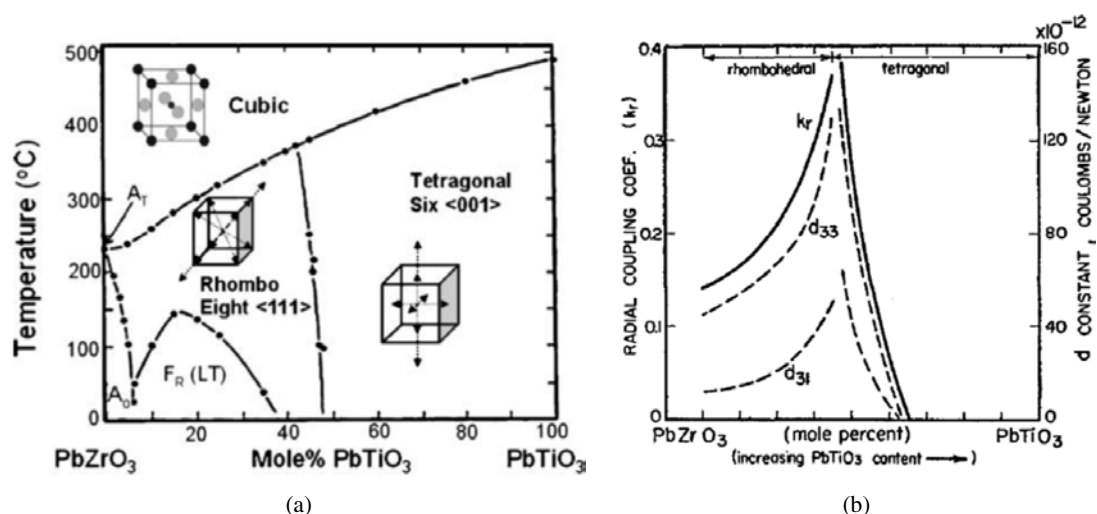 500
400
300
200
100
0
Temperature (°C)
Cubic
A_T
Rhombo
Eight <111>
Tetragonal
Six <001>
F_R (LT)
A_O
20
40
60
80
100
PbZrO₃
Mole% PbTiO₃
PbTiO₃
(a)
x10⁻¹²
0.4
0.3
0.2
0.1
0
RADIAL COUPLING COEF. (kr)
rhombohedral
tetragonal
kr
d33
d31
160
120
80
40
0
d CONSTANT, COULOMBS/NEWTON
PbZrO3
(mole percent)
PbTiO3
(increasing PbTiO3 content →)
(b)